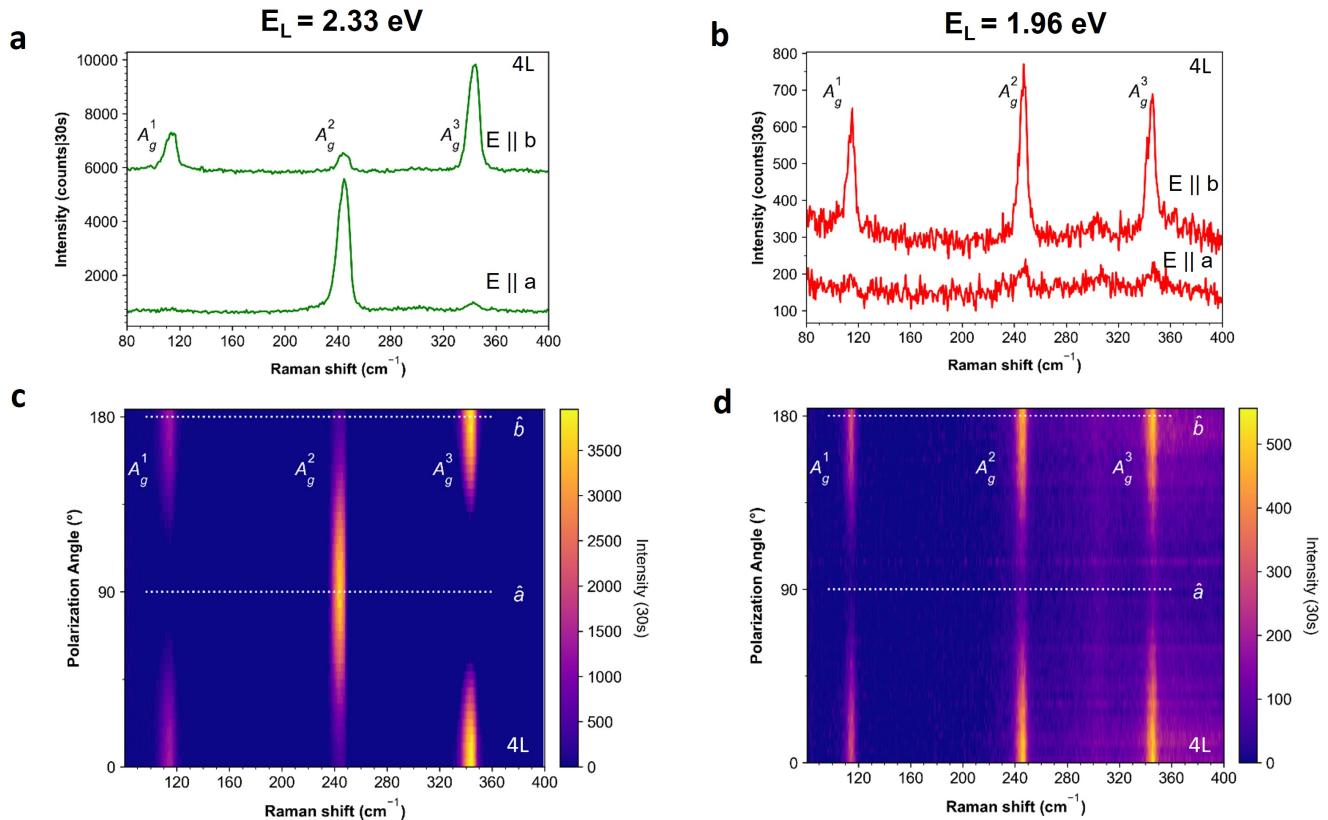 a
E_L = 2.33 eV
10000
8000
6000
4000
2000
Intensity (counts|30s)
4L
A_g^1
A_g^2
A_g^3
E || b
E || a
80 120 160 200 240 280 320 360 400
Raman shift (cm⁻¹)
b
E_L = 1.96 eV
800
700
600
500
400
300
200
100
Intensity (counts|30s)
4L
A_g^1
A_g^2
A_g^3
E || b
E || a
80 120 160 200 240 280 320 360 400
Raman shift (cm⁻¹)
c
180
90
0
Polarization Angle (°)
b̂
A_g^1
A_g^2
A_g^3
â
4L
120 160 200 240 280 320 360 400
Raman shift (cm⁻¹)
3500
3000
2500
2000
1500
1000
500
0
Intensity (30s)
d
180
90
0
Polarization Angle (°)
b̂
A_g^1
A_g^2
A_g^3
â
4L
120 160 200 240 280 320 360 400
Raman shift (cm⁻¹)
500
400
300
200
100
0
Intensity (30s)